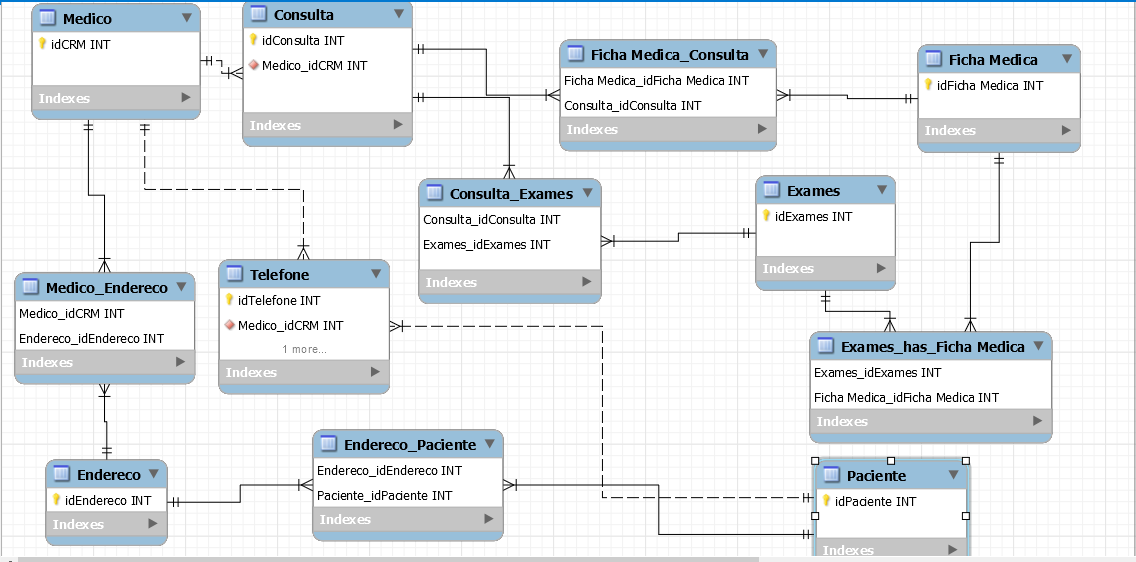 Medico
idCRM INT
Indexes
Consulta
idConsulta INT
Medico_idCRM INT
Indexes
Ficha Medica_Consulta
Ficha Medica_idFicha Medica INT
Consulta_idConsulta INT
Indexes
Ficha Medica
idFicha Medica INT
Indexes
Consulta_Exames
Consulta_idConsulta INT
Exames_idExames INT
Indexes
Exames
idExames INT
Indexes
Medico_Endereco
Medico_idCRM INT
Endereco_idEndereco INT
Indexes
Telefone
idTelefone INT
Medico_idCRM INT
1 more...
Indexes
Exames_has_Ficha Medica
Exames_idExames INT
Ficha Medica_idFicha Medica INT
Indexes
Endereco
idEndereco INT
Indexes
Endereco_Paciente
Endereco_idEndereco INT
Paciente_idPaciente INT
Indexes
Paciente
idPaciente INT
Indexes